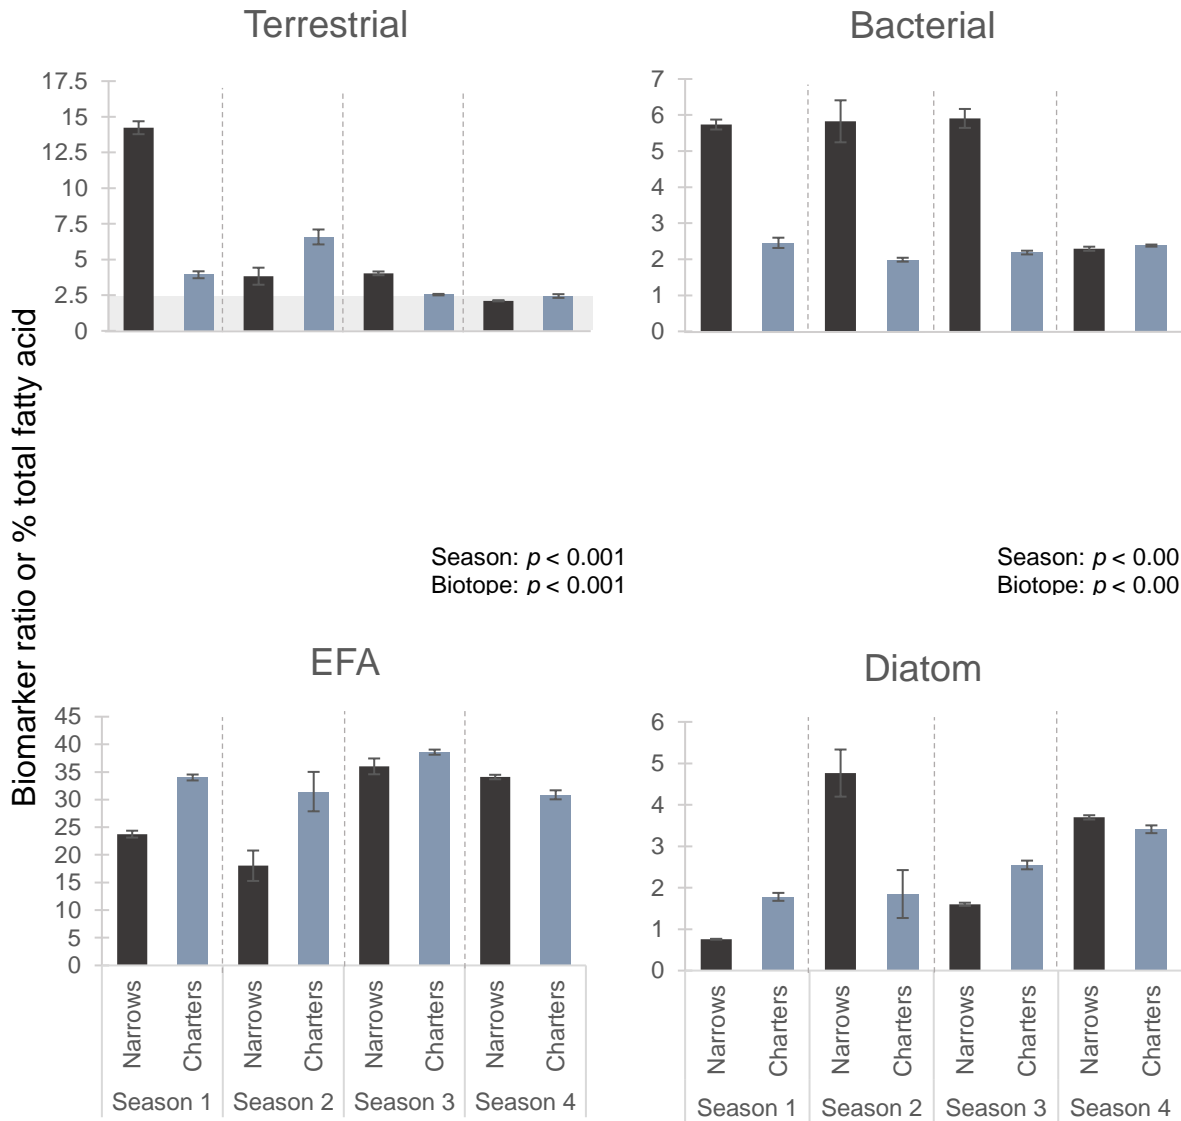 Terrestrial
Bacterial
Biomarker ratio or % total fatty acid
17.5
15
12.5
10
7.5
5
2.5
0
7
6
5
4
3
2
1
0
Season: p < 0.001
Biotope: p < 0.001
Season: p < 0.00
Biotope: p < 0.00
EFA
Diatom
45
40
35
30
25
20
15
10
5
0
6
5
4
3
2
1
0
Narrows
Charters
Narrows
Charters
Narrows
Charters
Narrows
Charters
Season 1
Season 2
Season 3
Season 4
Narrows
Charters
Narrows
Charters
Narrows
Charters
Narrows
Charters
Season 1
Season 2
Season 3
Season 4